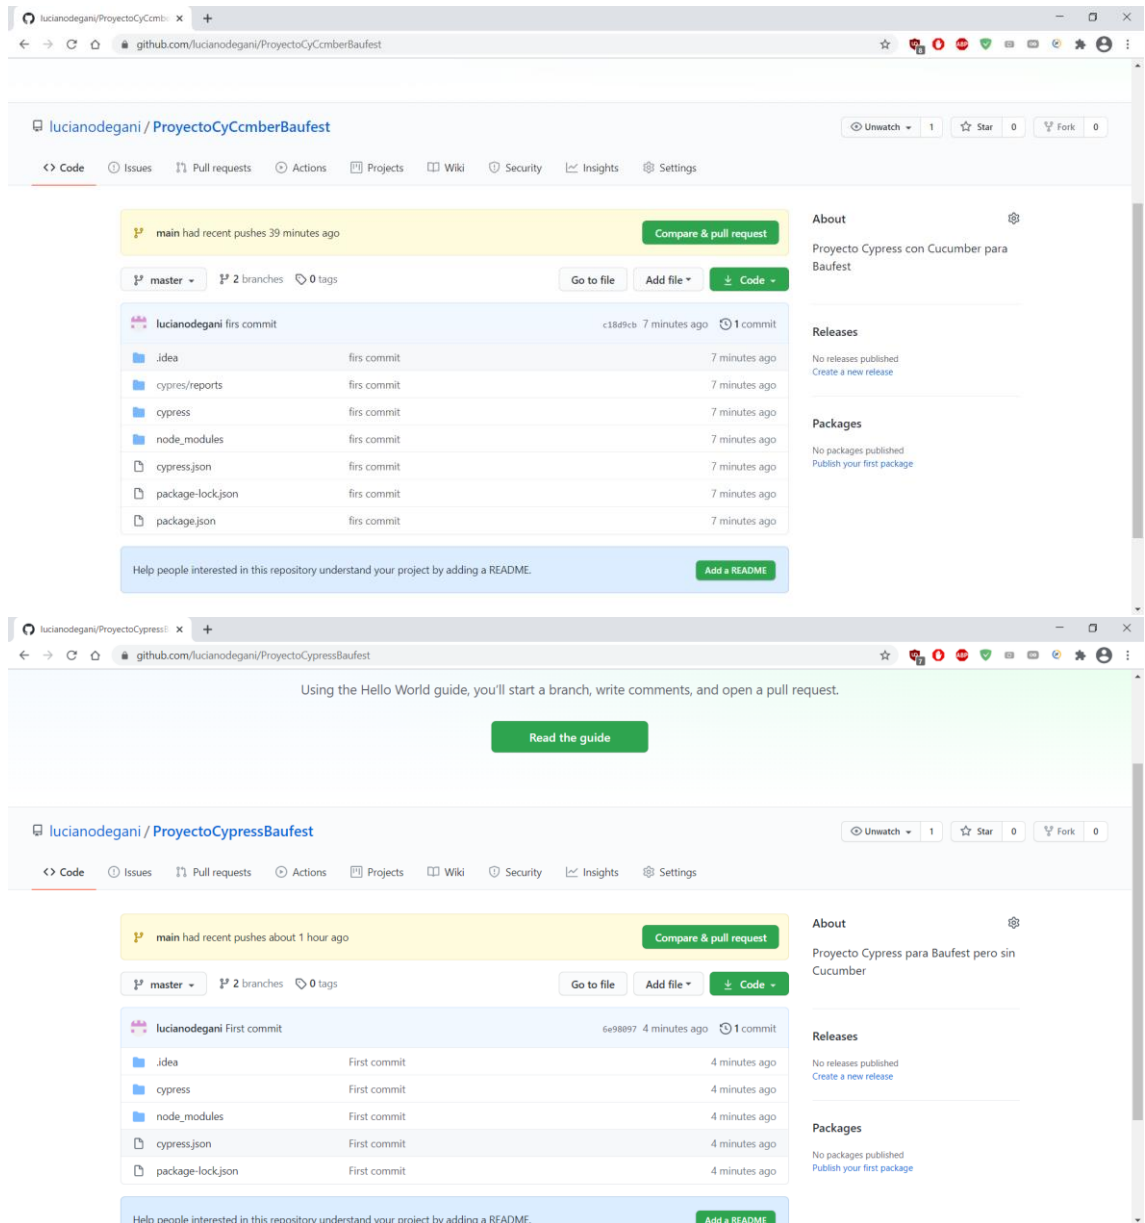 lucianodegani/ProyectoCyCcmbe
github.com/lucianodegani/ProyectoCyCcmberBaufest
lucianodegani / ProyectoCyCcmberBaufest
Unwatch 1 Star 0 Fork 0
Code Issues Pull requests Actions Projects Wiki Security Insights Settings
main had recent pushes 39 minutes ago Compare & pull request
master 2 branches 0 tags Go to file Add file Code
lucianodegani firs commit c18d9cb 7 minutes ago 1 commit
.idea firs commit 7 minutes ago
cypres/reports firs commit 7 minutes ago
cypress firs commit 7 minutes ago
node_modules firs commit 7 minutes ago
cypress.json firs commit 7 minutes ago
package-lock.json firs commit 7 minutes ago
package.json firs commit 7 minutes ago
Help people interested in this repository understand your project by adding a README. Add a README
About
Proyecto Cypress con Cucumber para
Baufest
Releases
No releases published
Create a new release
Packages
No packages published
Publish your first package
lucianodegani/ProyectoCypressB
github.com/lucianodegani/ProyectoCypressBaufest
Using the Hello World guide, you'll start a branch, write comments, and open a pull request.
Read the guide
lucianodegani / ProyectoCypressBaufest
Unwatch 1 Star 0 Fork 0
Code Issues Pull requests Actions Projects Wiki Security Insights Settings
main had recent pushes about 1 hour ago Compare & pull request
master 2 branches 0 tags Go to file Add file Code
lucianodegani First commit 6e98097 4 minutes ago 1 commit
.idea First commit 4 minutes ago
cypress First commit 4 minutes ago
node_modules First commit 4 minutes ago
cypress.json First commit 4 minutes ago
package-lock.json First commit 4 minutes ago
Help people interested in this repository understand your project by adding a README. Add a README
About
Proyecto Cypress para Baufest pero sin
Cucumber
Releases
No releases published
Create a new release
Packages
No packages published
Publish your first package